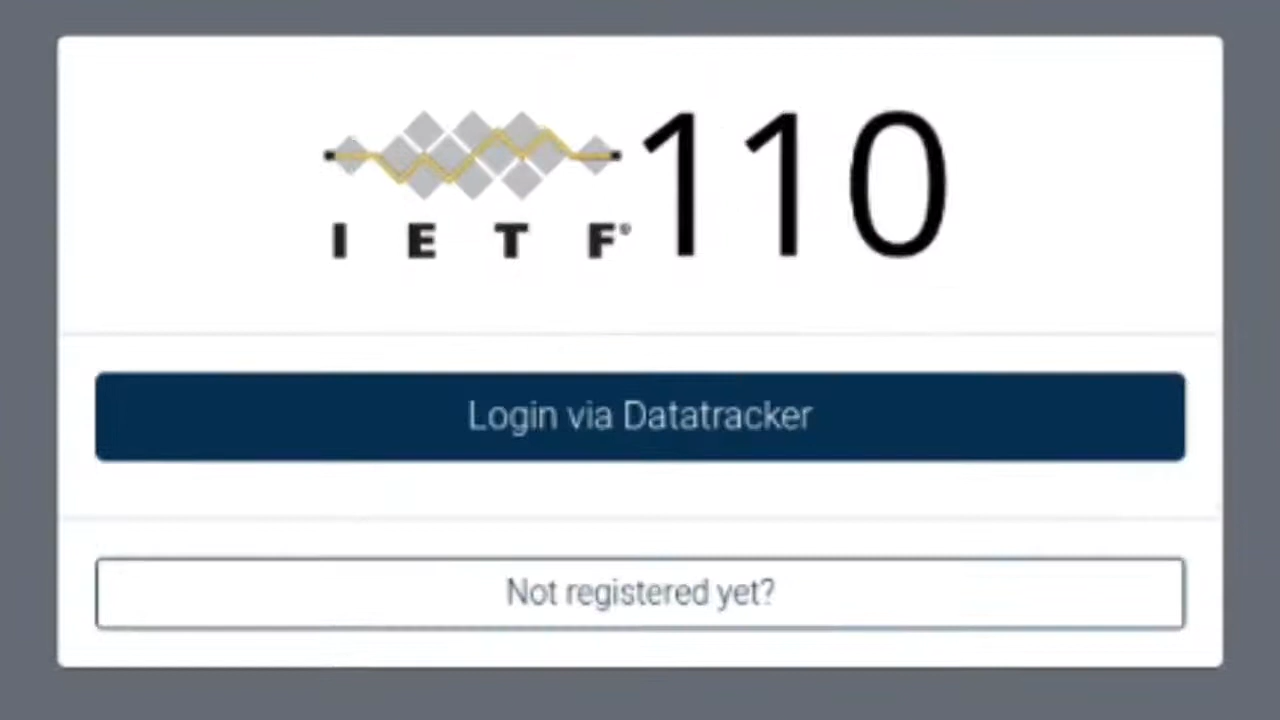 IETF® 110
Login via Datatracker
Not registered yet?